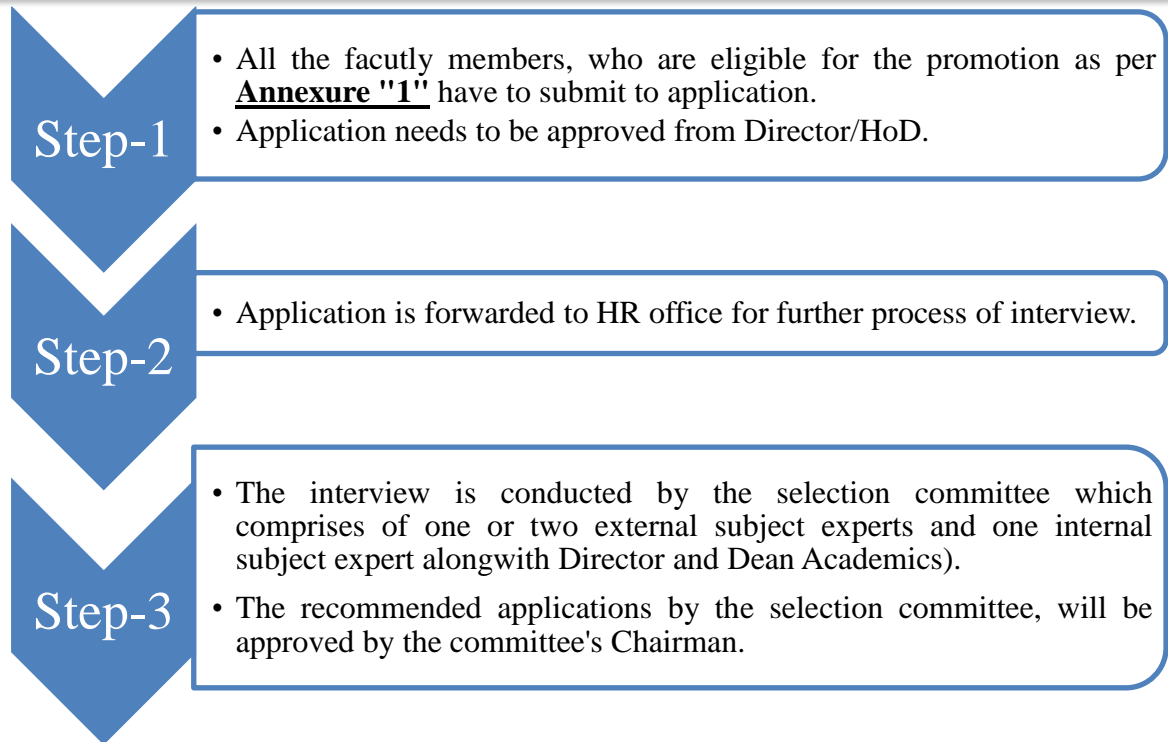 Step-1
• All the facutly members, who are eligible for the promotion as per
Annexure "1" have to submit to application.
• Application needs to be approved from Director/HoD.
Step-2
• Application is forwarded to HR office for further process of interview.
Step-3
• The interview is conducted by the selection committee which
comprises of one or two external subject experts and one internal
subject expert alongwith Director and Dean Academics).
• The recommended applications by the selection committee, will be
approved by the committee's Chairman.